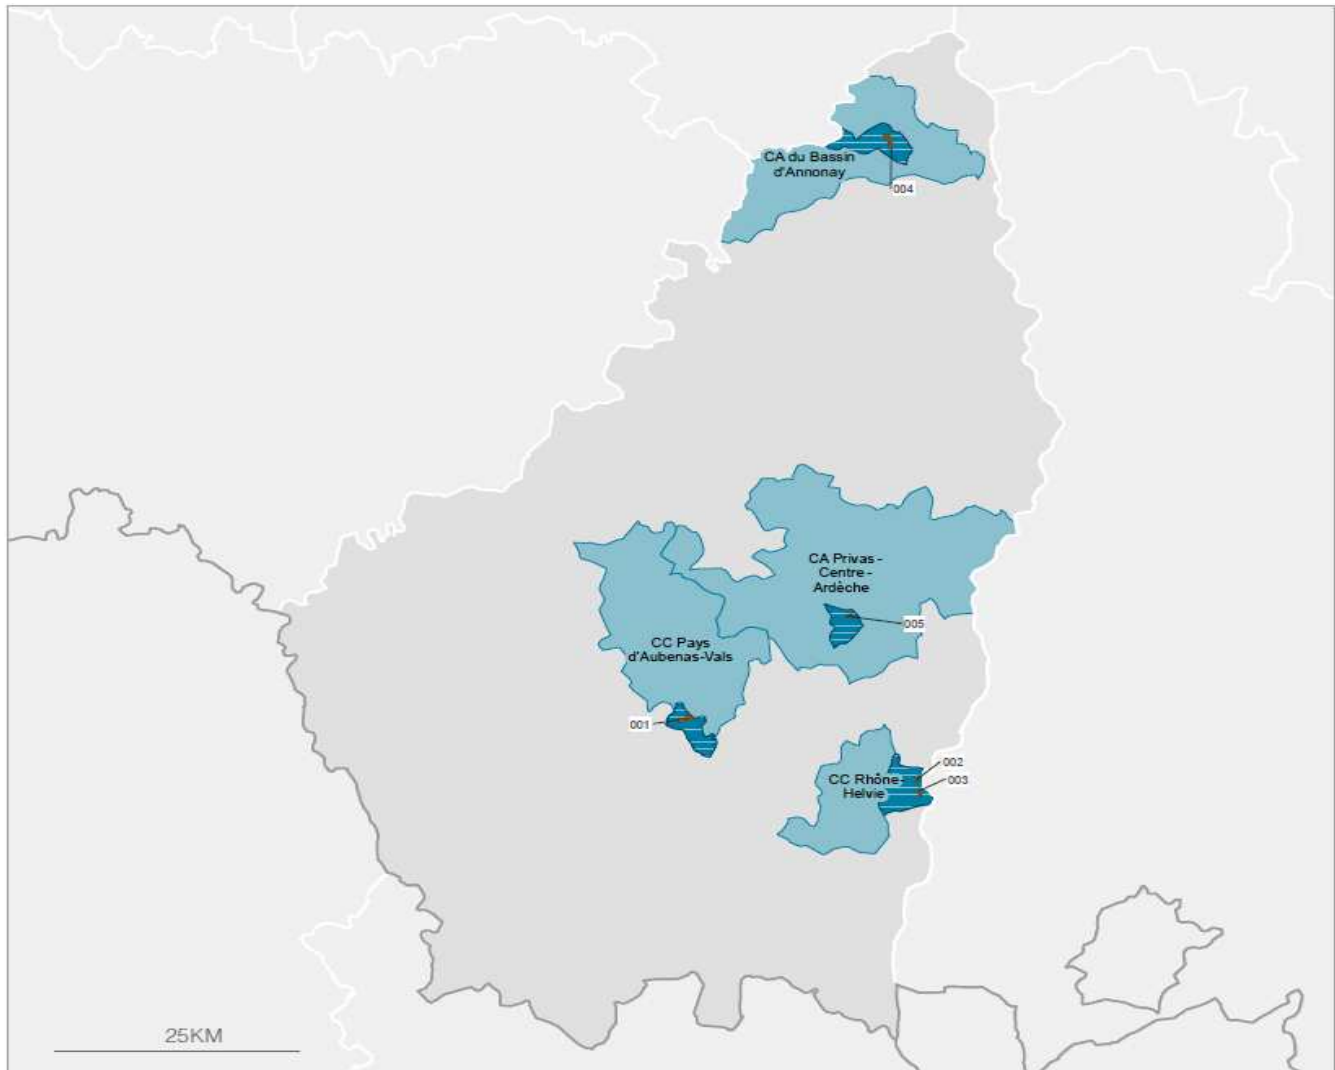 CA du Bassin
d'Annonay
004
CA Privas -
Centre -
Ardèche
005
CC Pays
d'Aubenas-Vals
001
002
CC Rhône-
Helvie
003
25KM